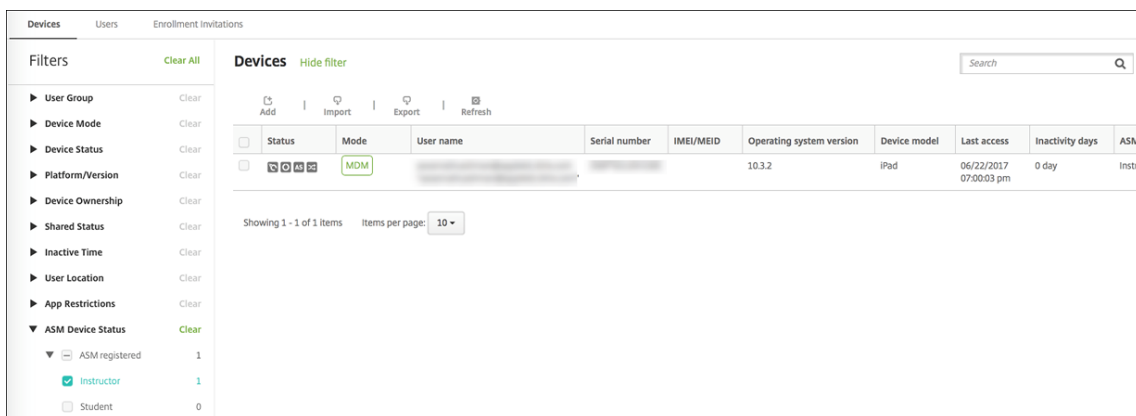 Devices Users Enrollment Invitations
Filters Clear All
User Group Clear
Device Mode Clear
Device Status Clear
Platform/Version Clear
Device Ownership Clear
Shared Status Clear
Inactive Time Clear
User Location Clear
App Restrictions Clear
ASM Device Status Clear
ASM registered 1
Instructor 1
Student 0
Devices Hide filter
Search
Add | Import | Export | Refresh
Status Mode User name Serial number IMEI/MEID Operating system version Device model Last access Inactivity days ASM
AS MDM 10.3.2 iPad 06/22/2017 0 day
07:00:03 pm
Showing 1 - 1 of 1 items Items per page: 10